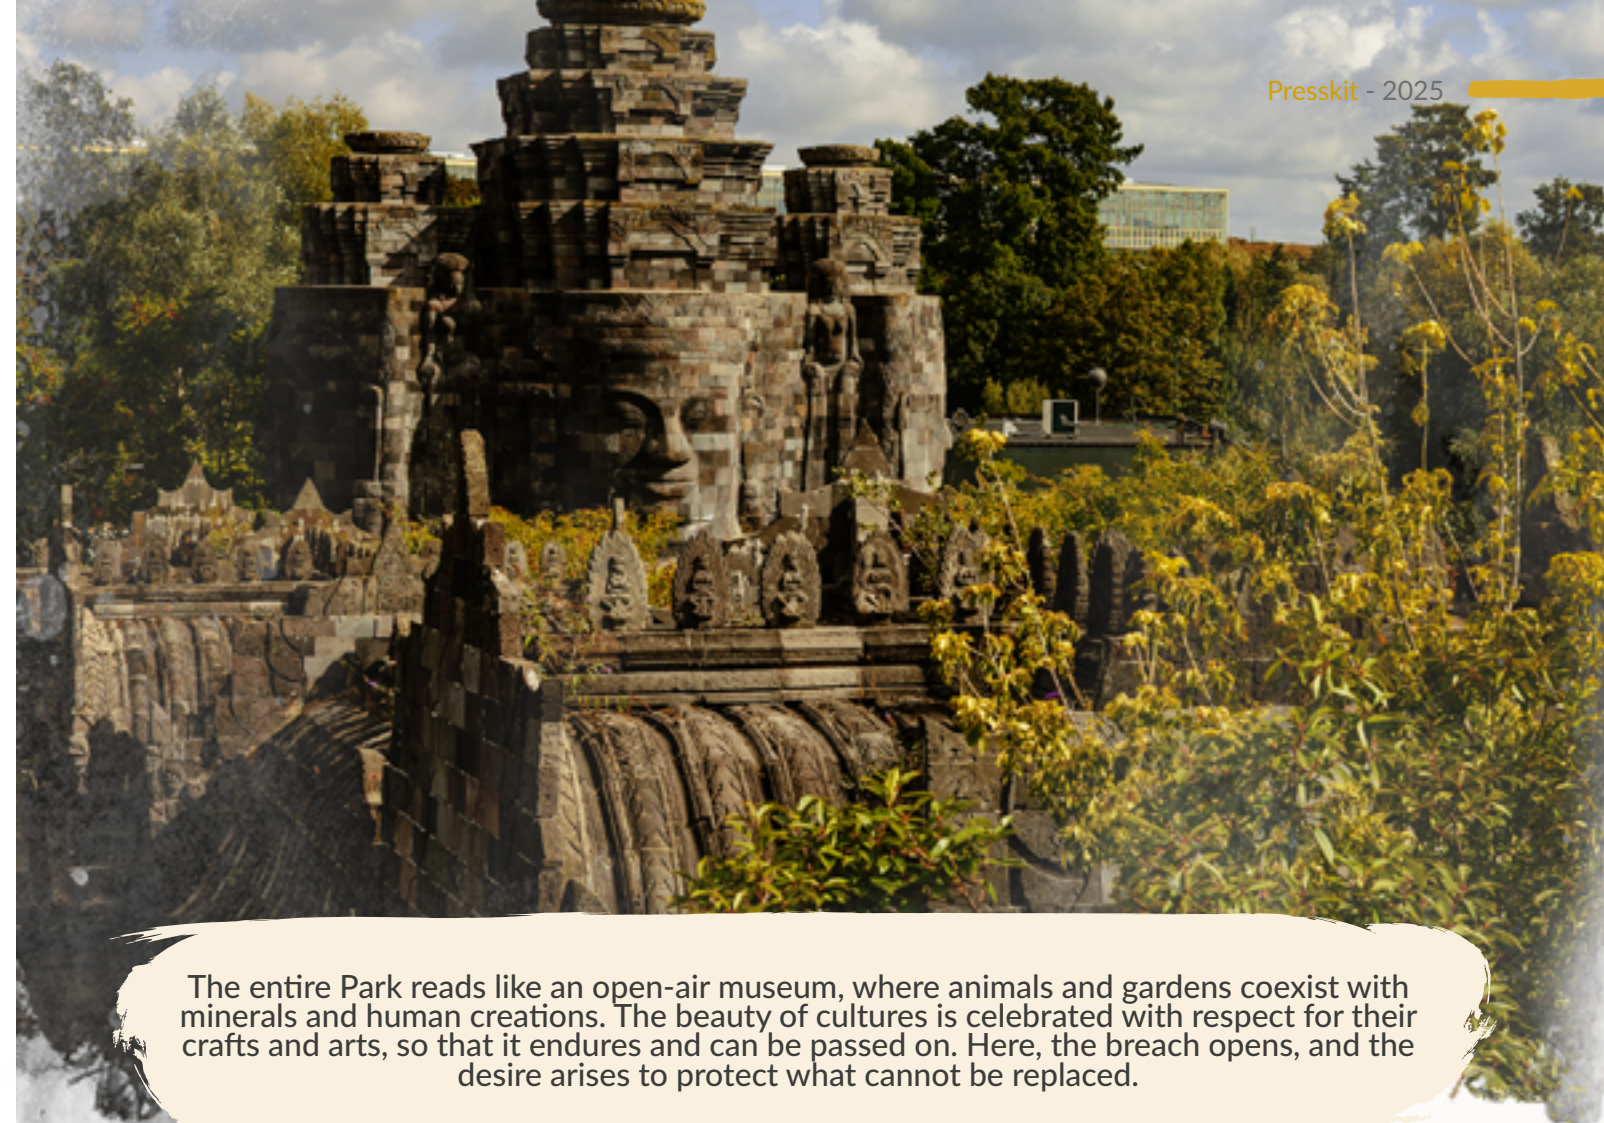 Presskit - 2025
The entire Park reads like an open-air museum, where animals and gardens coexist with
minerals and human creations. The beauty of cultures is celebrated with respect for their
crafts and arts, so that it endures and can be passed on. Here, the breach opens, and the
desire arises to protect what cannot be replaced.